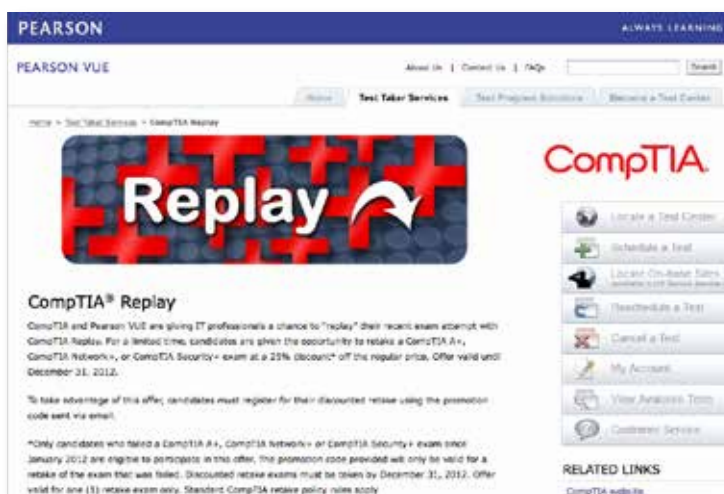 PEARSON
ALWAYS LEARNING
PEARSON VUE
About Us | Contact Us | FAQs
Search
Home
Test Taker Services
Test Program Solutions
Become a Test Center
Home > Test Taker Services > CompTIA Replay
Replay
CompTIA
CompTIA® Replay
CompTIA and Pearson VUE are giving IT professionals a chance to "replay" their recent exam attempt with
CompTIA Replay. For a limited time, candidates are given the opportunity to retake a CompTIA A+,
CompTIA Network+, or CompTIA Security+ exam at a 25% discount* off the regular price. Offer valid until
December 31, 2012.
To take advantage of this offer, candidates must register for their discounted retake using the promotion
code sent via email.
*Only candidates who failed a CompTIA A+, CompTIA Network+ or CompTIA Security+ exam since
January 2012 are eligible to participate in this offer. The promotion code provided will only be valid for a
retake of the exam that was failed. Discounted retake exams must be taken by December 31, 2012. Offer
valid for one (1) retake exam only. Standard CompTIA retake policy rules apply
Locate a Test Center
Schedule a Test
Locate On-Base Sites
Reschedule a Test
Cancel a Test
My Account
View Available Tests
Customer Service
RELATED LINKS
CompTIA website